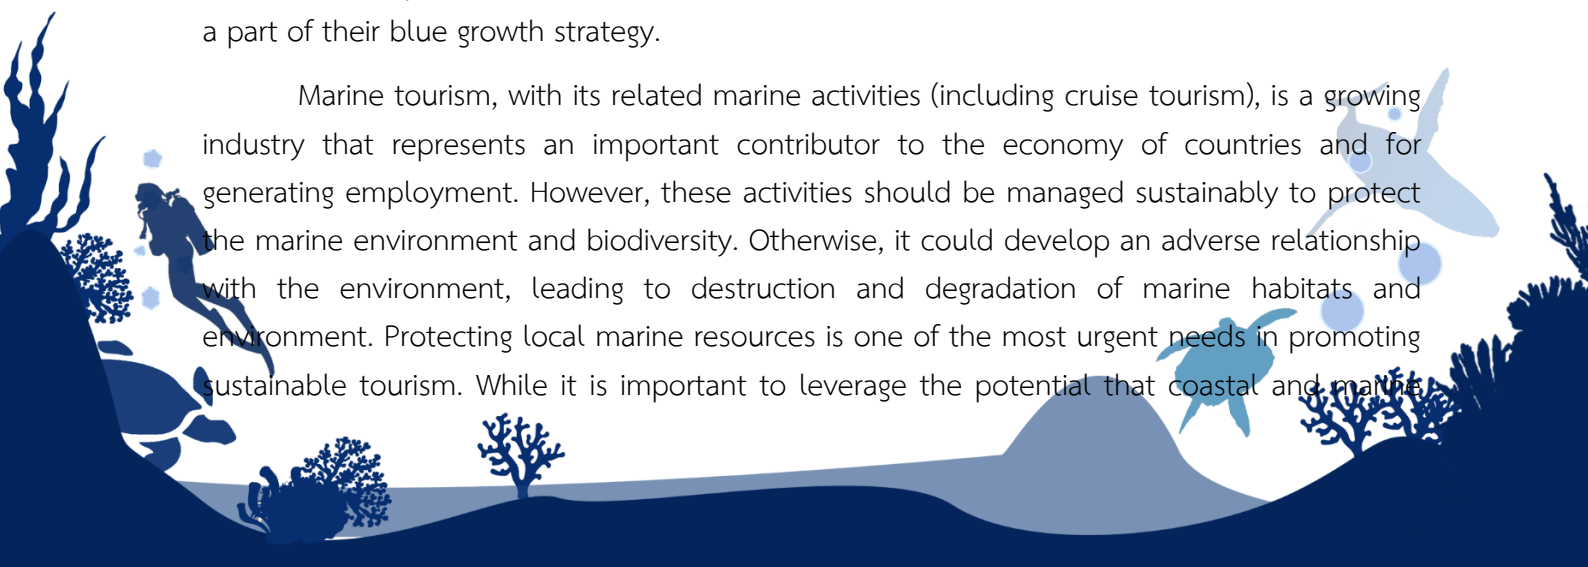 a part of their blue growth strategy.
Marine tourism, with its related marine activities (including cruise tourism), is a growing
industry that represents an important contributor to the economy of countries and for
generating employment. However, these activities should be managed sustainably to protect
the marine environment and biodiversity. Otherwise, it could develop an adverse relationship
with the environment, leading to destruction and degradation of marine habitats and
environment. Protecting local marine resources is one of the most urgent needs in promoting
sustainable tourism. While it is important to leverage the potential that coastal and marine